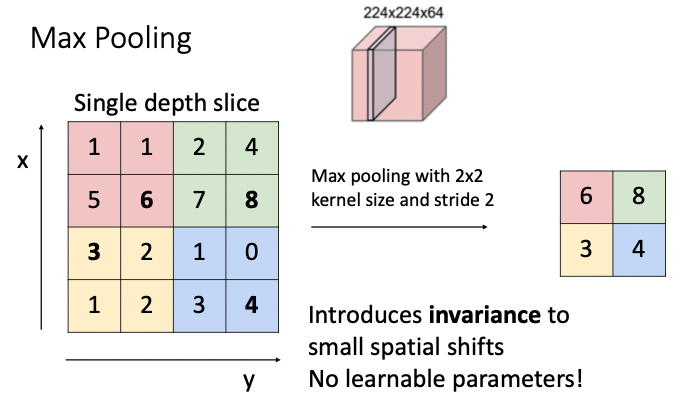 224x224x64
Max Pooling
Single depth slice
x
1 1 2 4
5 6 7 8
3 2 1 0
1 2 3 4
y
Max pooling with 2x2
kernel size and stride 2
6 8
3 4
Introduces invariance to
small spatial shifts
No learnable parameters!